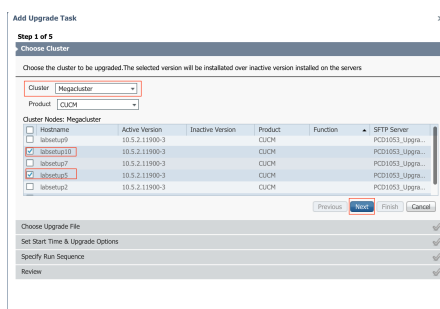 Add Upgrade Task
Step 1 of 5
Choose Cluster
Choose the cluster to be upgraded.The selected version will be installated over inactive version installed on the servers
Cluster Megacluster
Product CUCM
Cluster Nodes: Megacluster
Hostname Active Version Inactive Version Product Function SFTP Server
labsetup9 10.5.2.11900-3 CUCM PCD1053_Upgra...
labsetup10 10.5.2.11900-3 CUCM PCD1053_Upgra...
labsetup7 10.5.2.11900-3 CUCM PCD1053_Upgra...
labsetup5 10.5.2.11900-3 CUCM PCD1053_Upgra...
labsetup2 10.5.2.11900-3 CUCM PCD1053_Upgra...
Previous Next Finish Cancel
Choose Upgrade File
Set Start Time & Upgrade Options
Specify Run Sequence
Review